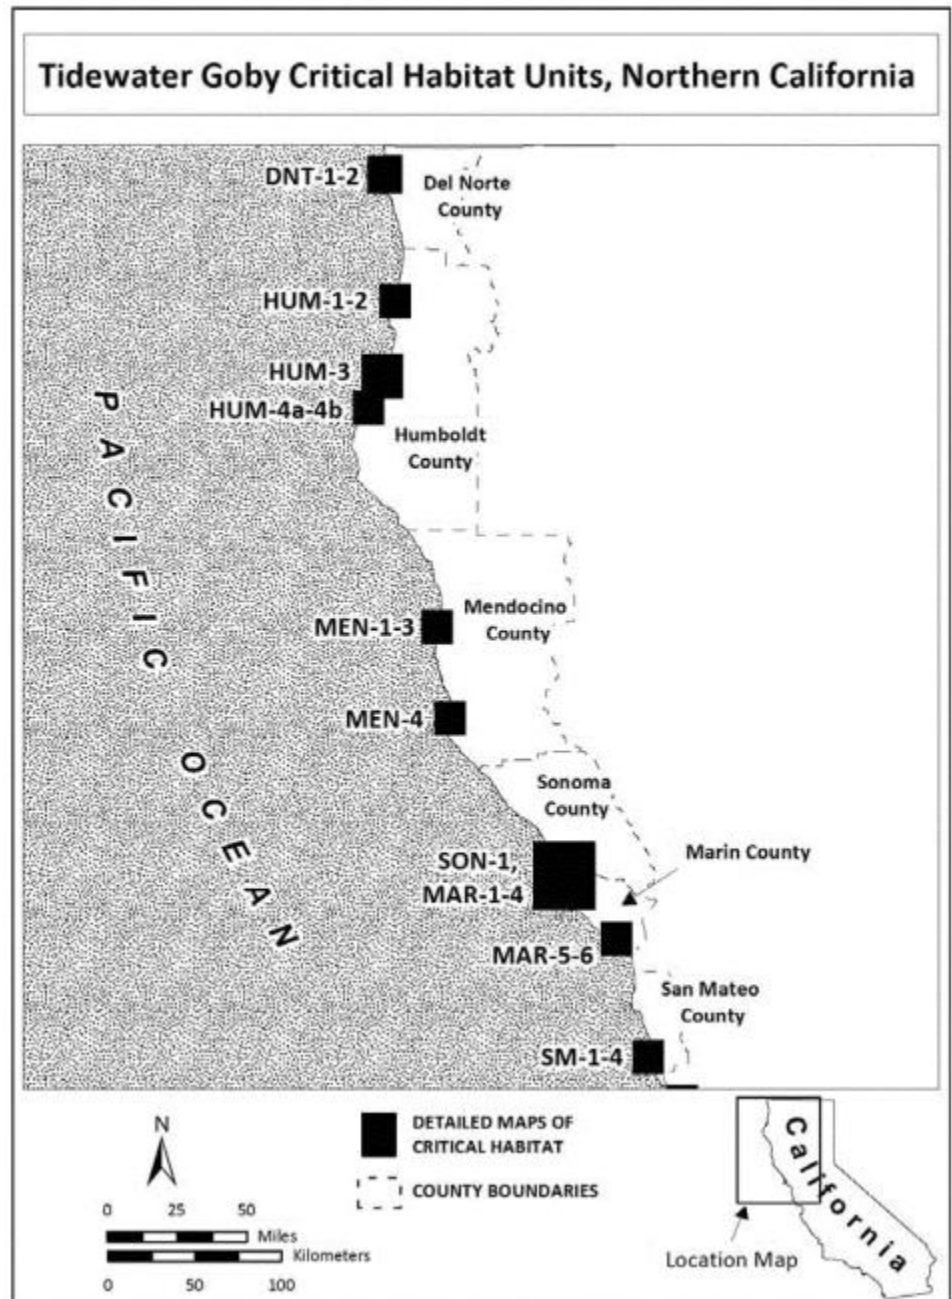 Tidewater Goby Critical Habitat Units, Northern California
DNT-1-2
Del Norte
County
HUM-1-2
HUM-3
HUM-4a-4b
Humboldt
County
PACIFIC OCEAN
MEN-1-3
Mendocino
County
MEN-4
Sonoma
County
SON-1,
MAR-1-4
Marin County
MAR-5-6
San Mateo
County
SM-1-4
N
DETAILED MAPS OF
CRITICAL HABITAT
COUNTY BOUNDARIES
0 25 50
Miles
Kilometers
0 50 100
California
Location Map